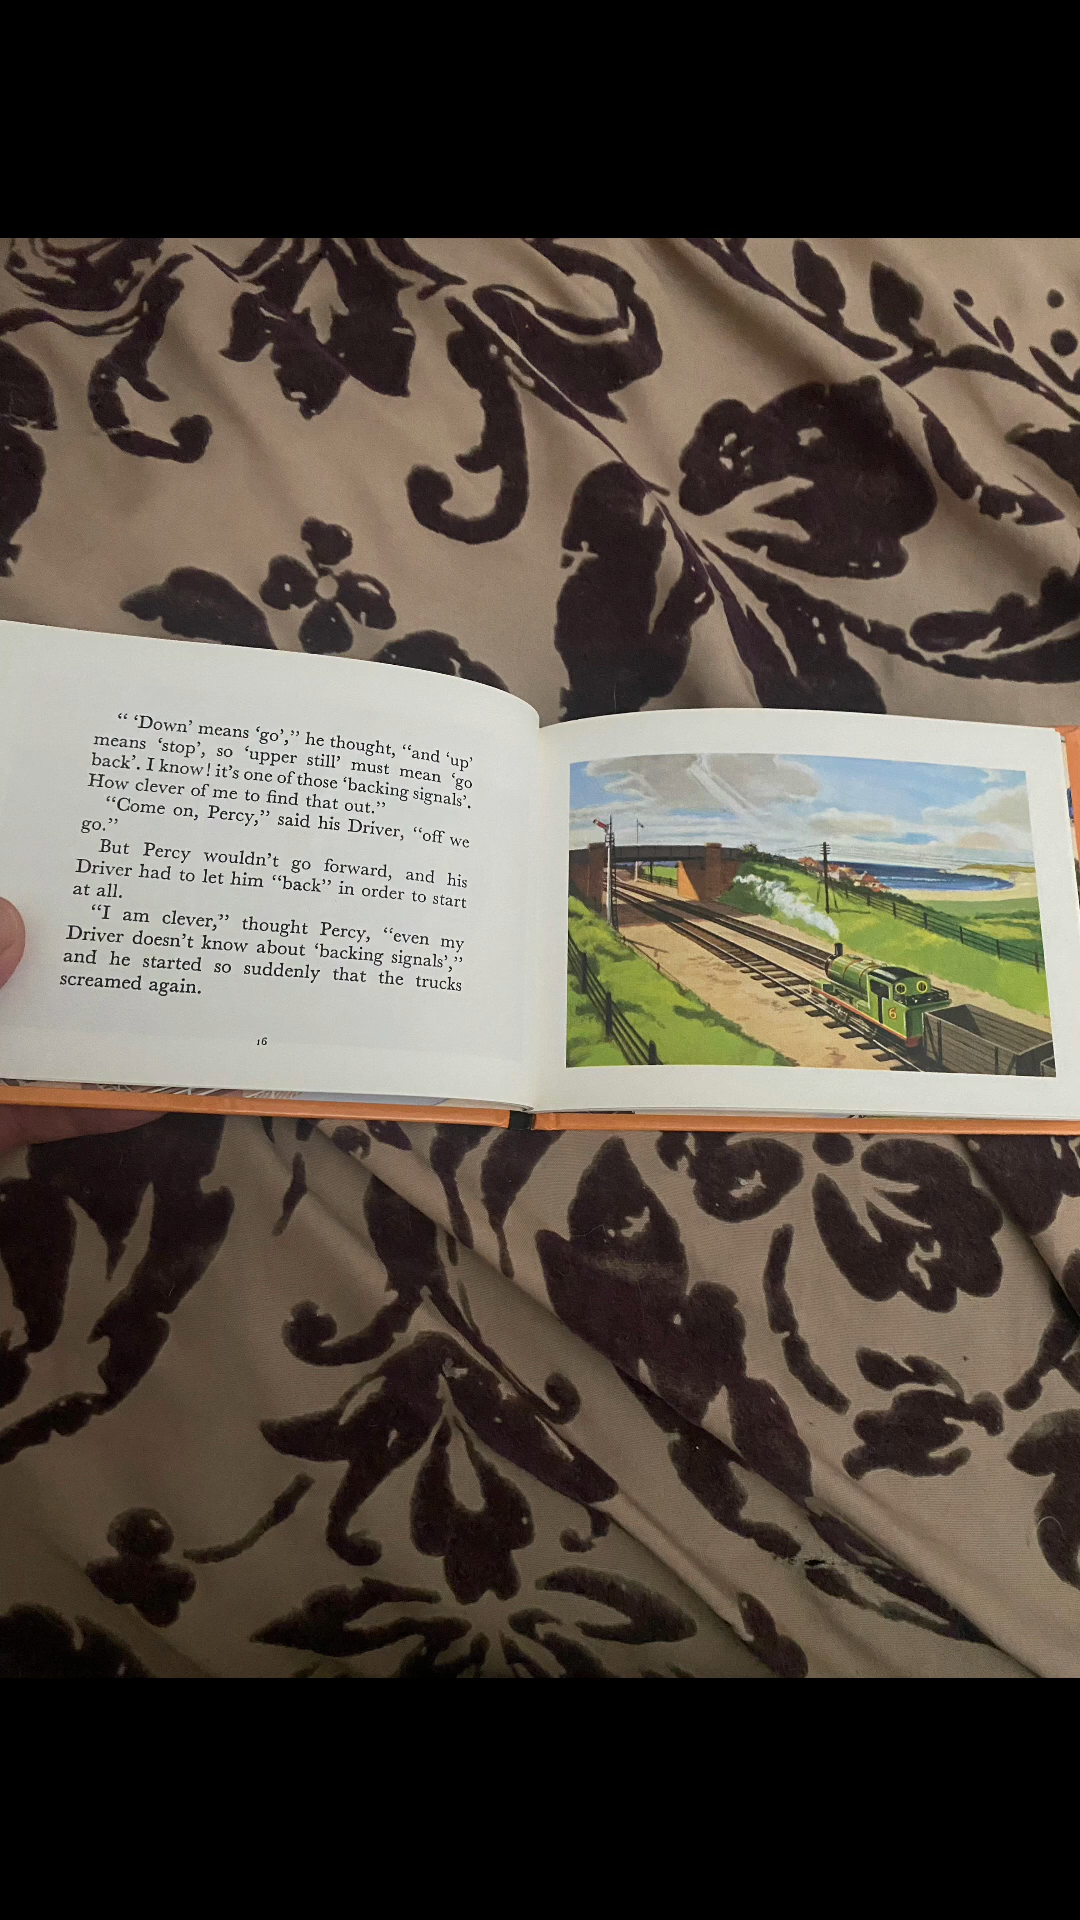 “ ‘Down’ means ‘go’,” he thought, “and ‘up’
means ‘stop’, so ‘upper still’ must mean ‘go
back’. I know! it’s one of those ‘backing signals’.
How clever of me to find that out.”
“Come on, Percy,” said his Driver, “off we
go.”
But Percy wouldn’t go forward, and his
Driver had to let him “back” in order to start
at all.
“I am clever,” thought Percy, “even my
Driver doesn’t know about ‘backing signals’,”
and he started so suddenly that the trucks
screamed again.
16
6